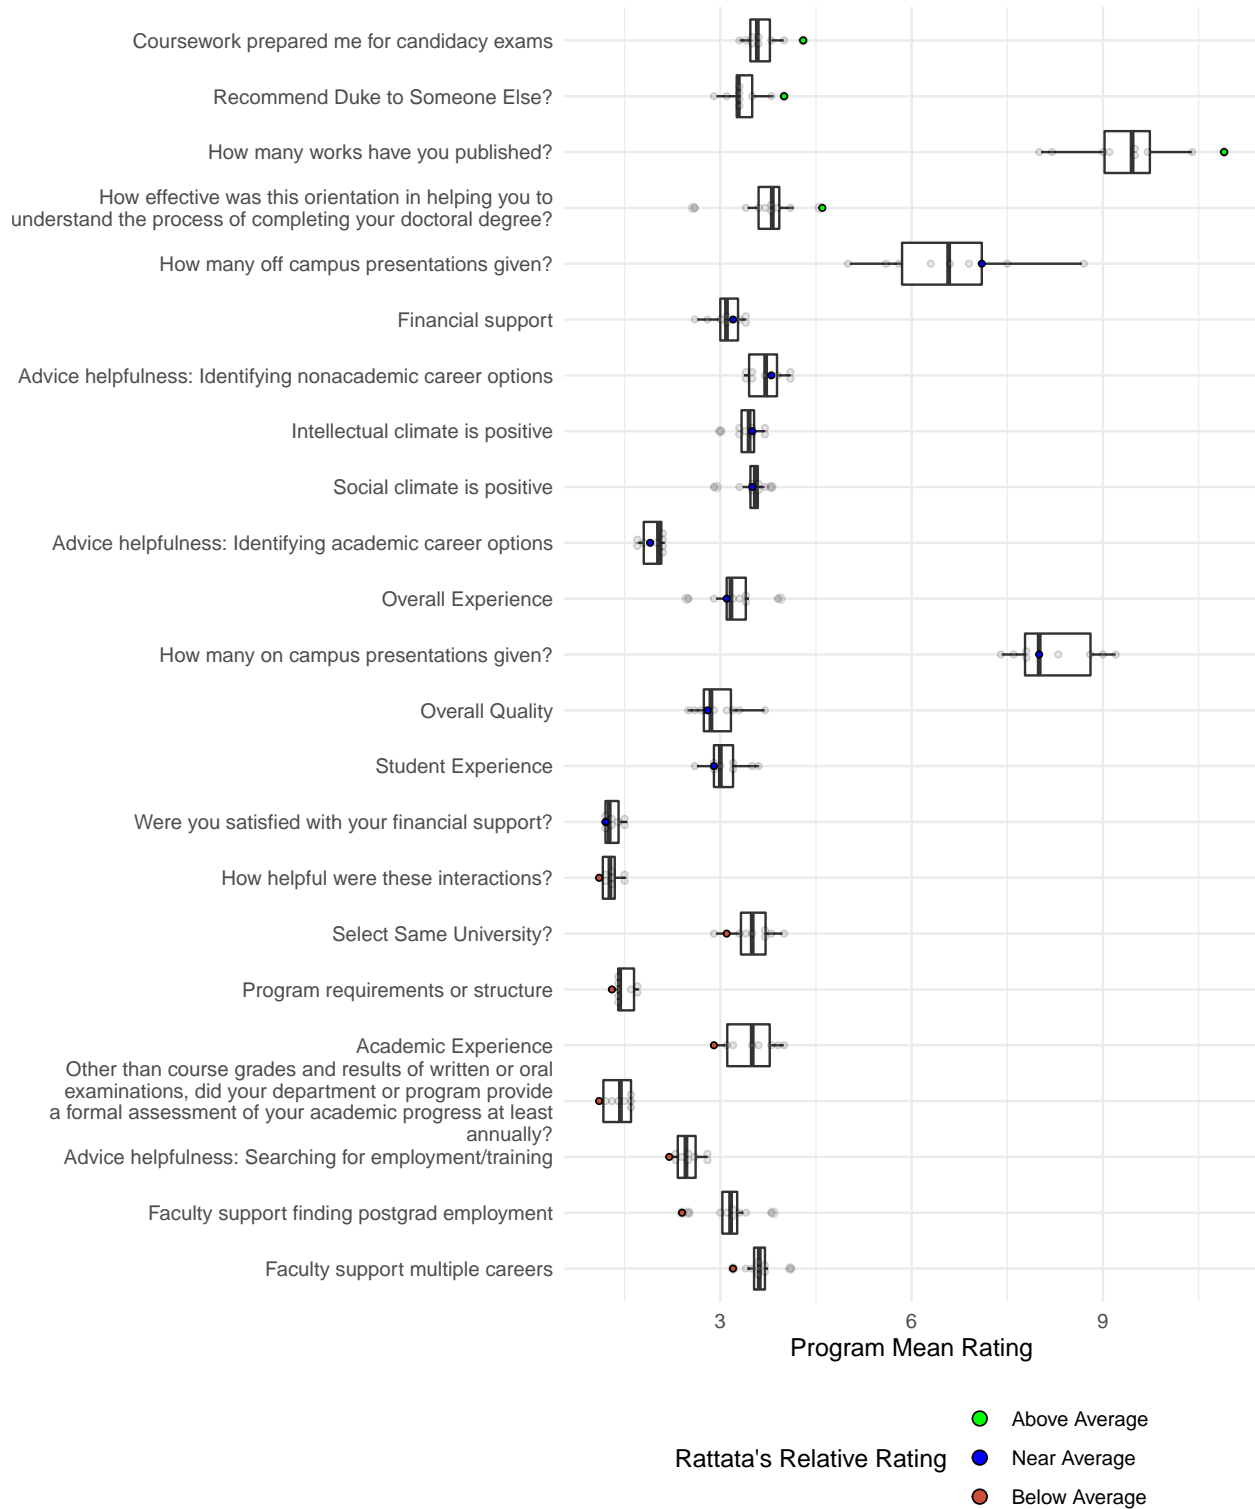 Coursework prepared me for candidacy exams
Recommend Duke to Someone Else?
How many works have you published?
How effective was this orientation in helping you to
understand the process of completing your doctoral degree?
How many off campus presentations given?
Financial support
Advice helpfulness: Identifying nonacademic career options
Intellectual climate is positive
Social climate is positive
Advice helpfulness: Identifying academic career options
Overall Experience
How many on campus presentations given?
Overall Quality
Student Experience
Were you satisfied with your financial support?
How helpful were these interactions?
Select Same University?
Program requirements or structure
Academic Experience
Other than course grades and results of written or oral
examinations, did your department or program provide
a formal assessment of your academic progress at least
annually?
Advice helpfulness: Searching for employment/training
Faculty support finding postgrad employment
Faculty support multiple careers
3 6 9
Program Mean Rating
Rattata's Relative Rating
Above Average
Near Average
Below Average